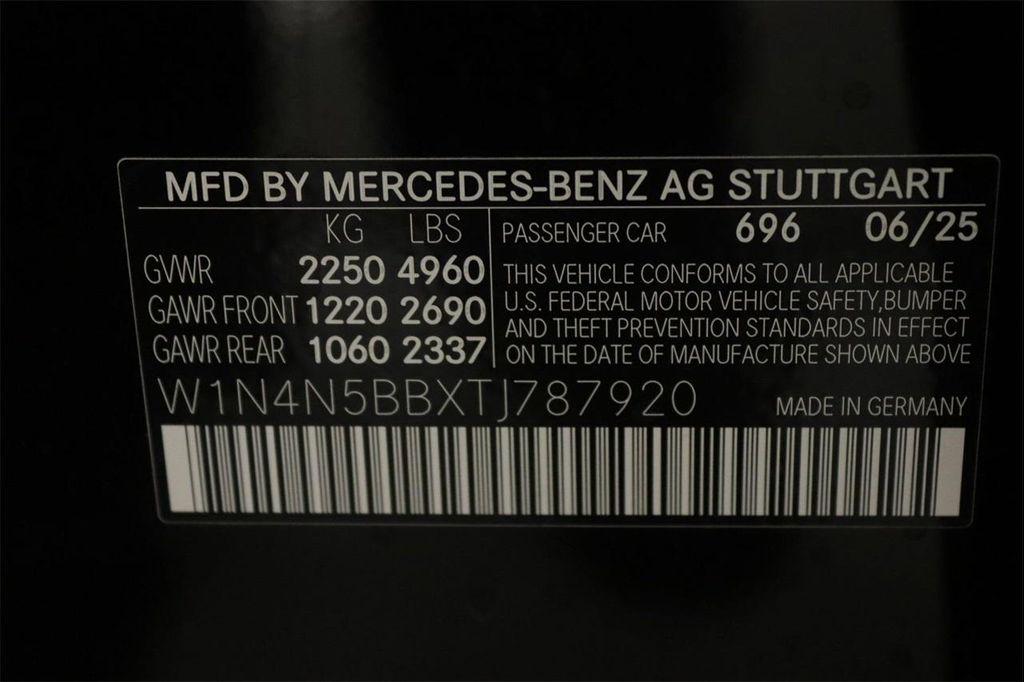 MFD BY MERCEDES-BENZ AG STUTTGART
KG LBS
GVWR 2250 4960
GAWR FRONT 1220 2690
GAWR REAR 1060 2337
PASSENGER CAR 696 06/25
THIS VEHICLE CONFORMS TO ALL APPLICABLE
U.S. FEDERAL MOTOR VEHICLE SAFETY,BUMPER
AND THEFT PREVENTION STANDARDS IN EFFECT
ON THE DATE OF MANUFACTURE SHOWN ABOVE
W1N4N5BBXTJ787920
MADE IN GERMANY